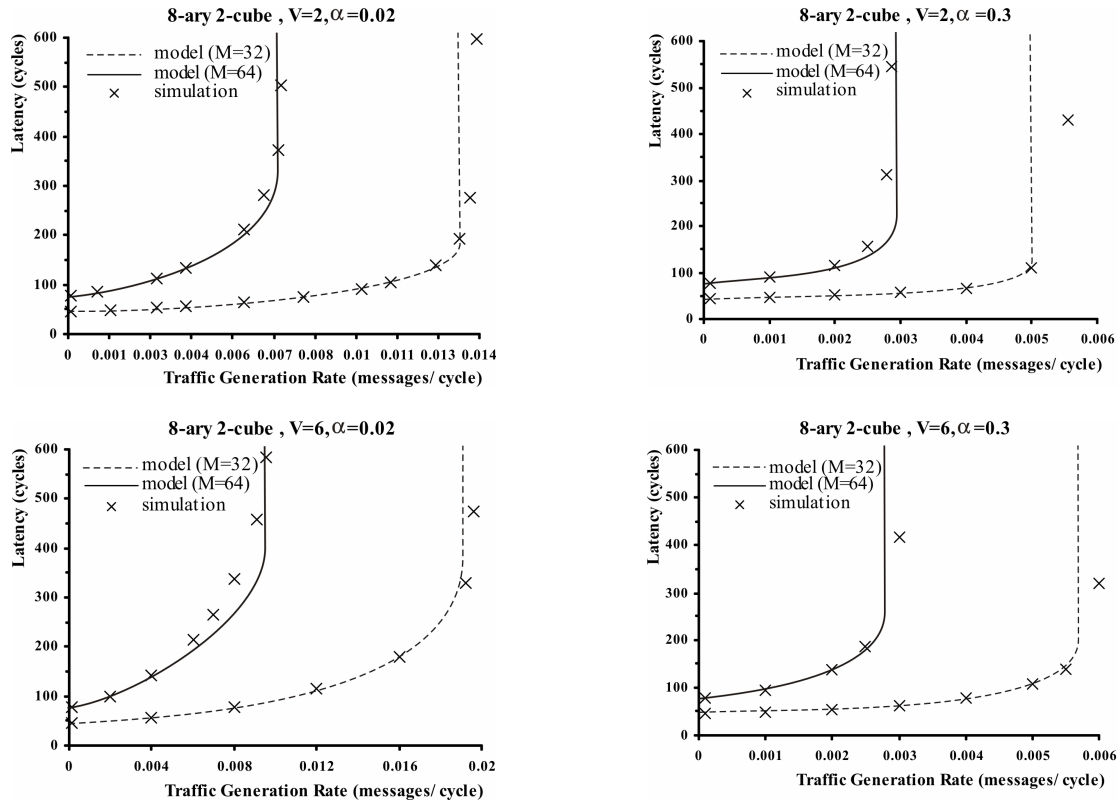 8-ary 2-cube , V=2, α=0.02
Latency (cycles)
600
500
400
300
200
100
0
model (M=32)
model (M=64)
simulation
0 0.001 0.003 0.004 0.006 0.007 0.008 0.01 0.011 0.013 0.014
Traffic Generation Rate (messages/ cycle)
8-ary 2-cube , V=2, α=0.3
Latency (cycles)
600
500
400
300
200
100
0
model (M=32)
model (M=64)
simulation
0 0.001 0.002 0.003 0.004 0.005 0.006
Traffic Generation Rate (messages/ cycle)
8-ary 2-cube , V=6, α=0.02
Latency (cycles)
600
500
400
300
200
100
0
model (M=32)
model (M=64)
simulation
0 0.004 0.008 0.012 0.016 0.02
Traffic Generation Rate (messages/ cycle)
8-ary 2-cube , V=6, α=0.3
Latency (cycles)
600
500
400
300
200
100
0
model (M=32)
model (M=64)
simulation
0 0.001 0.002 0.003 0.004 0.005 0.006
Traffic Generation Rate (messages/ cycle)